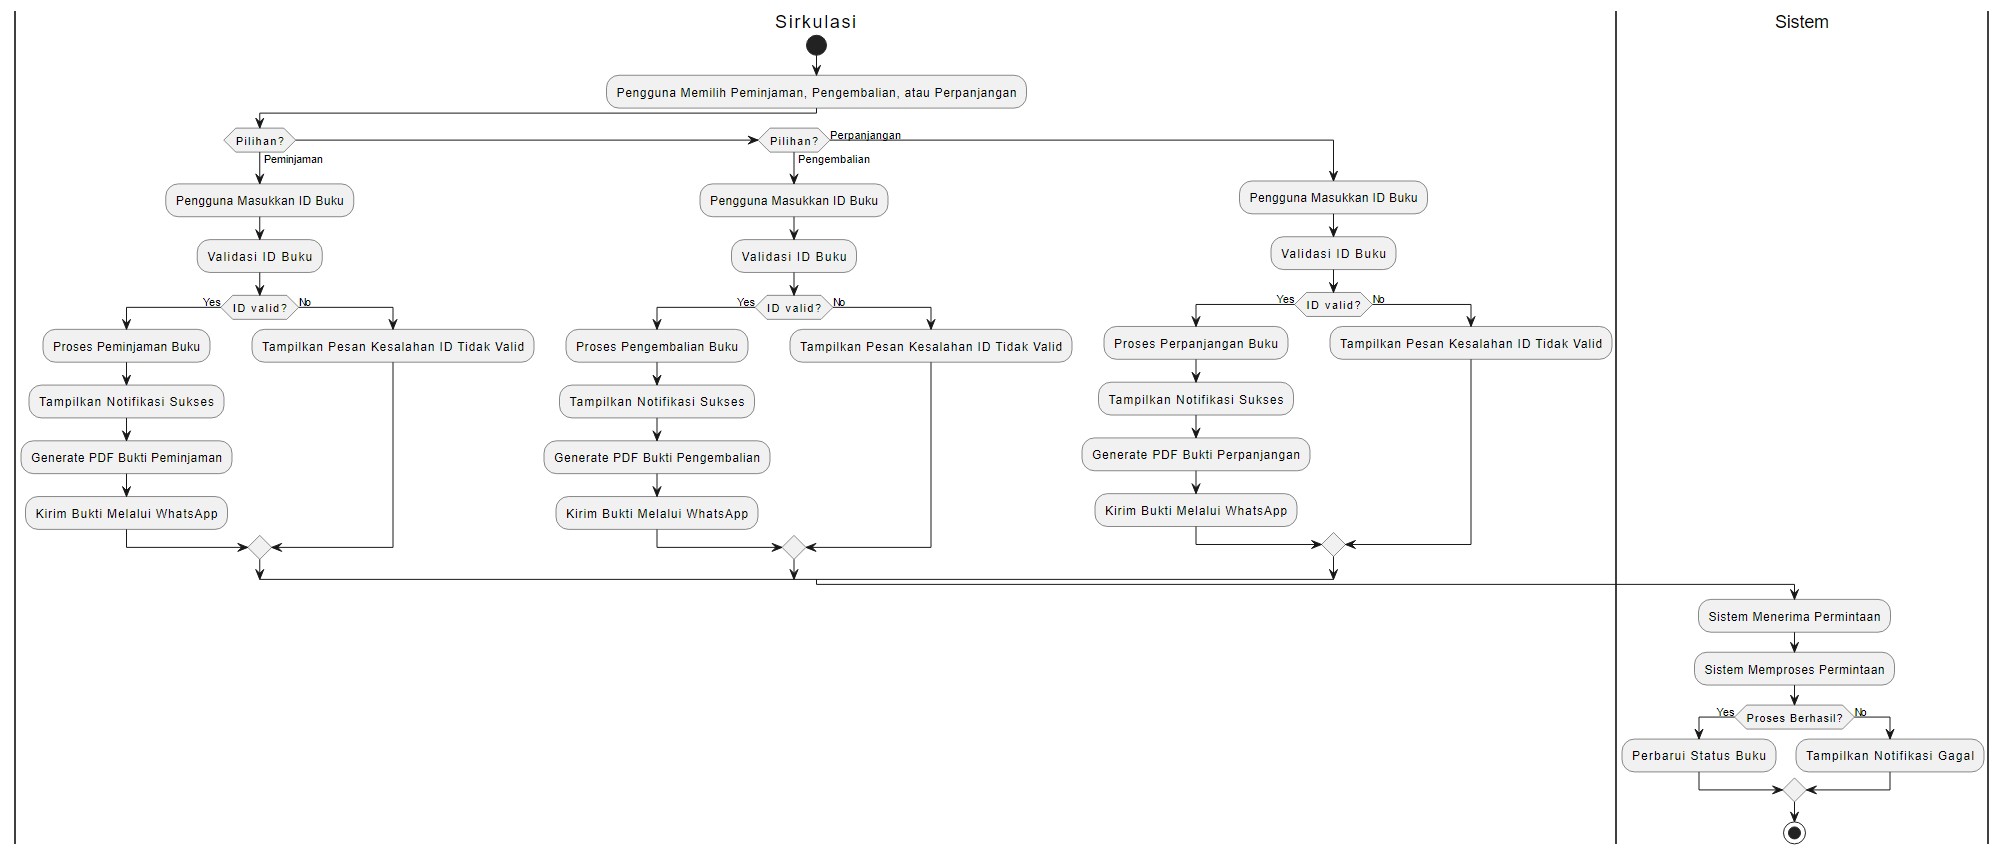 Sirkulasi
Sistem
Pengguna Memilih Peminjaman, Pengembalian, atau Perpanjangan
Pilihan?
Peminjaman
Pilihan?
Perpanjangan
Pengembalian
Pengguna Masukkan ID Buku
Pengguna Masukkan ID Buku
Pengguna Masukkan ID Buku
Validasi ID Buku
Validasi ID Buku
Validasi ID Buku
Yes
ID valid?
No
Yes
ID valid?
No
Yes
ID valid?
No
Proses Peminjaman Buku
Tampilkan Pesan Kesalahan ID Tidak Valid
Proses Pengembalian Buku
Tampilkan Pesan Kesalahan ID Tidak Valid
Proses Perpanjangan Buku
Tampilkan Pesan Kesalahan ID Tidak Valid
Tampilkan Notifikasi Sukses
Tampilkan Notifikasi Sukses
Tampilkan Notifikasi Sukses
Generate PDF Bukti Peminjaman
Generate PDF Bukti Pengembalian
Generate PDF Bukti Perpanjangan
Kirim Bukti Melalui WhatsApp
Kirim Bukti Melalui WhatsApp
Kirim Bukti Melalui WhatsApp
Sistem Menerima Permintaan
Sistem Memproses Permintaan
Yes
Proses Berhasil?
No
Perbarui Status Buku
Tampilkan Notifikasi Gagal